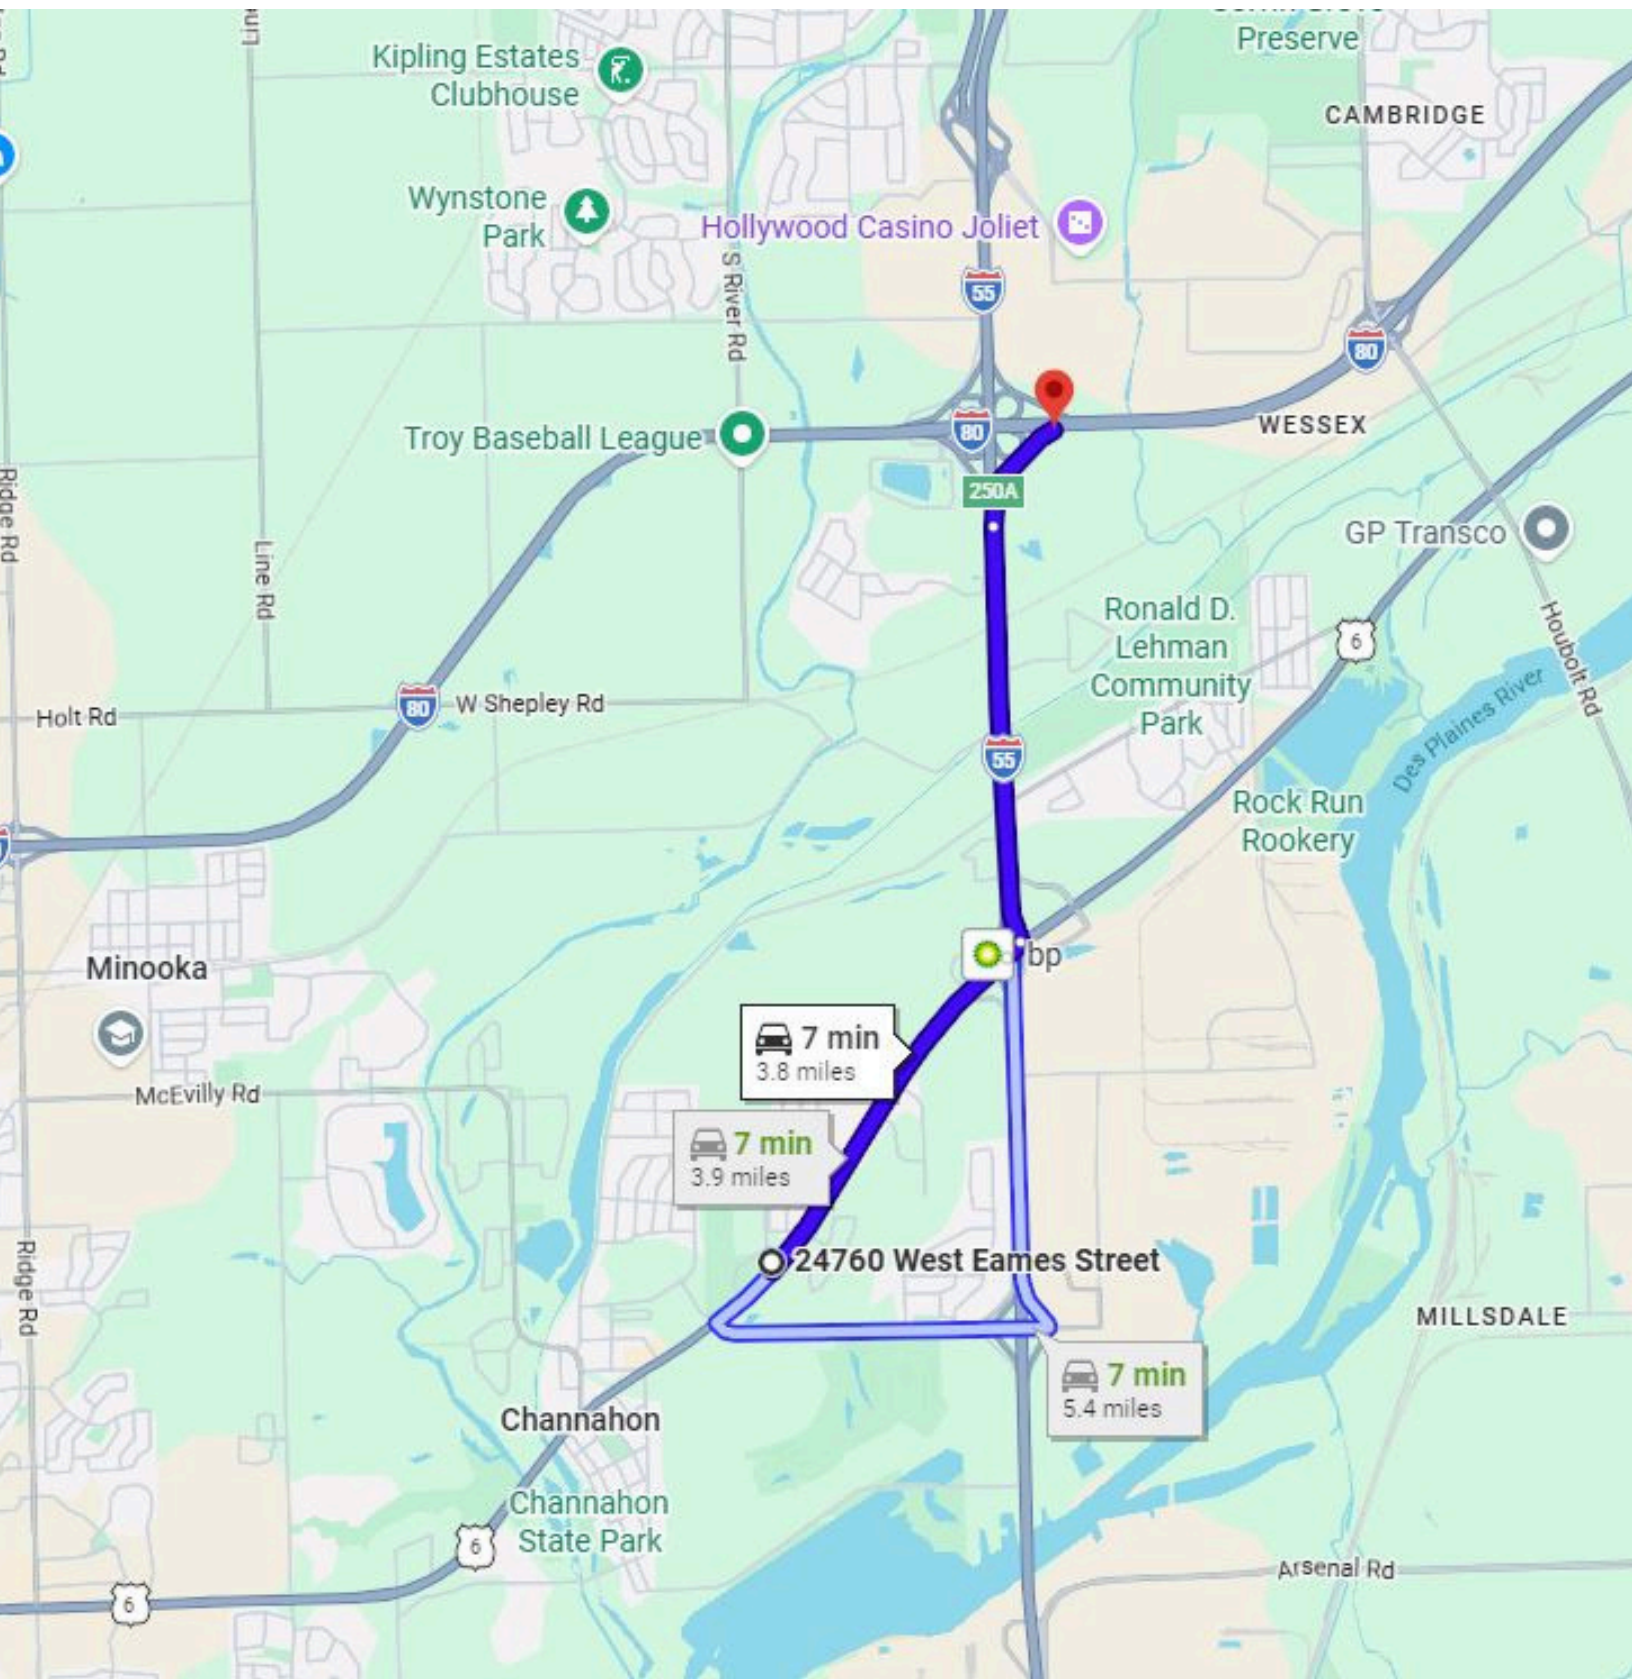 Preserve
Kipling Estates
Clubhouse
CAMBRIDGE
Wynstone
Park
Hollywood Casino Joliet
S River Rd
55
80
Troy Baseball League
80
WESSEX
250A
Ridge Rd
Line Rd
GP Transco
Ronald D.
Lehman
Community
Park
6
Houbolt Rd
Holt Rd
80
W Shepley Rd
Des Plaines River
55
Rock Run
Rookery
bp
Minooka
7 min
3.8 miles
McEvilly Rd
7 min
3.9 miles
24760 West Eames Street
Ridge Rd
MILLSDALE
7 min
5.4 miles
Channahon
Channahon
State Park
6
Arsenal Rd
6